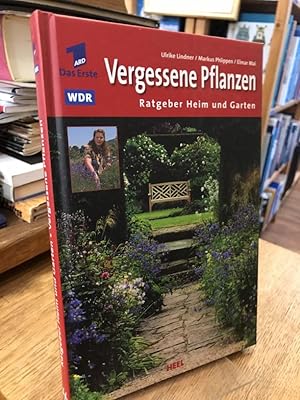 Ulrike Lindner / Markus Phlippen / Elmar Mai
ARD
Das Erste
Vergessene Pflanzen
WDR
Ratgeber Heim und Garten
HEEL